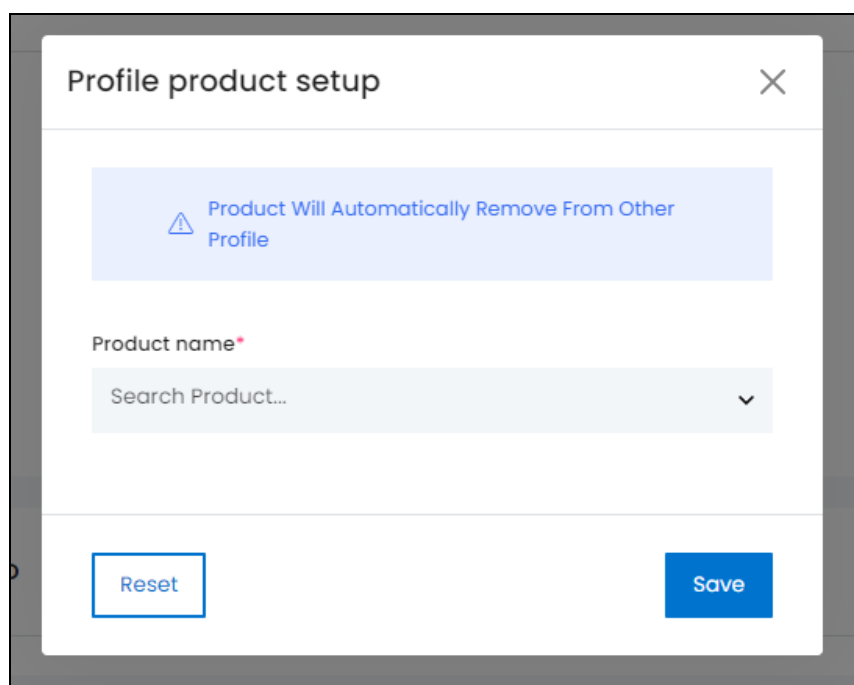 Profile product setup
Product Will Automatically Remove From Other
Profile
Product name*
Search Product...
Reset
Save